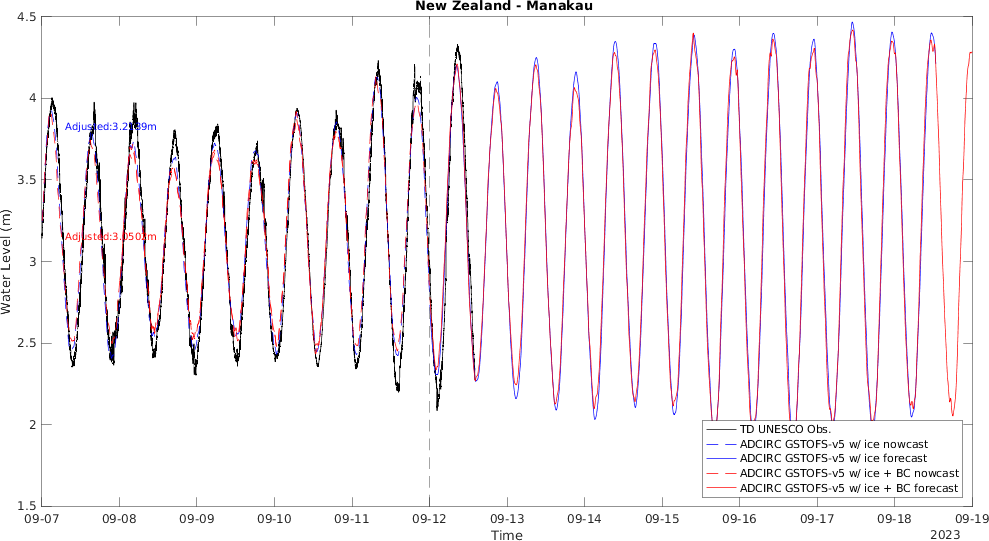 New Zealand - Manakau
4.5
4
3.5
3
2.5
2
1.5
Water Level (m)
09-07
09-08
09-09
09-10
09-11
09-12
09-13
09-14
09-15
09-16
09-17
09-18
09-19
Time
2023
TD UNESCO Obs.
ADCIRC GSTOFS-v5 w/ ice nowcast
ADCIRC GSTOFS-v5 w/ ice forecast
ADCIRC GSTOFS-v5 w/ ice + BC nowcast
ADCIRC GSTOFS-v5 w/ ice + BC forecast